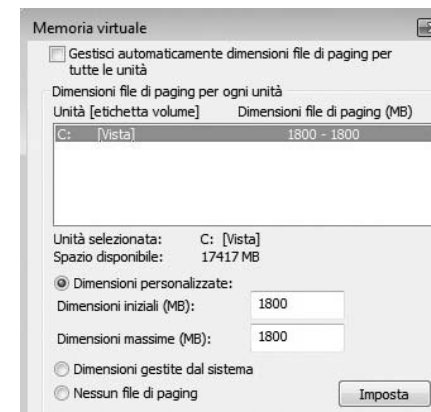 Memoria virtuale
Gestisci automaticamente dimensioni file di paging per
tutte le unità
Dimensioni file di paging per ogni unità
Unità [etichetta volume] Dimensioni file di paging (MB)
C: [Vista] 1800 - 1800
Unità selezionata: C: [Vista]
Spazio disponibile: 17417 MB
Dimensioni personalizzate:
Dimensioni iniziali (MB): 1800
Dimensioni massime (MB): 1800
Dimensioni gestite dal sistema
Nessun file di paging Imposta